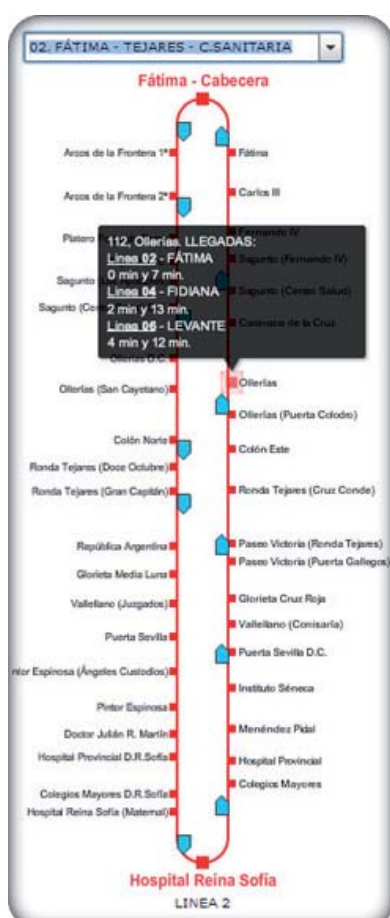 02. FÁTIMA - TEJARES - C.SANITARIA
Fátima - Cabecera
Arcos de la Frontera 1ª
Arcos de la Frontera 2ª
Platero
Sagunto
Sagunto (Cen
Ollerías D.C.
Ollerías (San Cayetano)
Colón Norte
Ronda Tejares (Doce Octubre)
Ronda Tejares (Gran Capitán)
República Argentina
Glorieta Media Luna
Vallellano (Juzgados)
Puerta Sevilla
ntor Espinosa (Ángeles Custodios)
Pintor Espinosa
Doctor Julián R. Martín
Hospital Provincial D.R.Sofía
Colegios Mayores D.R.Sofía
Hospital Reina Sofía (Maternal)
Fátima
Carlos III
Fernando IV
Sagunto (Fernando IV)
Sagunto (Centro Salud)
Caravaca de la Cruz
112, Ollerías. LLEGADAS:
Línea 02 - FÁTIMA
0 min y 7 min.
Línea 04 - FIDIANA
2 min y 13 min.
Línea 06 - LEVANTE
4 min y 12 min.
Ollerías
Ollerías (Puerta Colodro)
Colón Este
Ronda Tejares (Cruz Conde)
Paseo Victoria (Ronda Tejares)
Paseo Victoria (Puerta Gallegos)
Glorieta Cruz Roja
Vallellano (Comisaría)
Puerta Sevilla D.C.
Instituto Séneca
Menéndez Pidal
Hospital Provincial
Colegios Mayores
Hospital Reina Sofía
LINEA 2